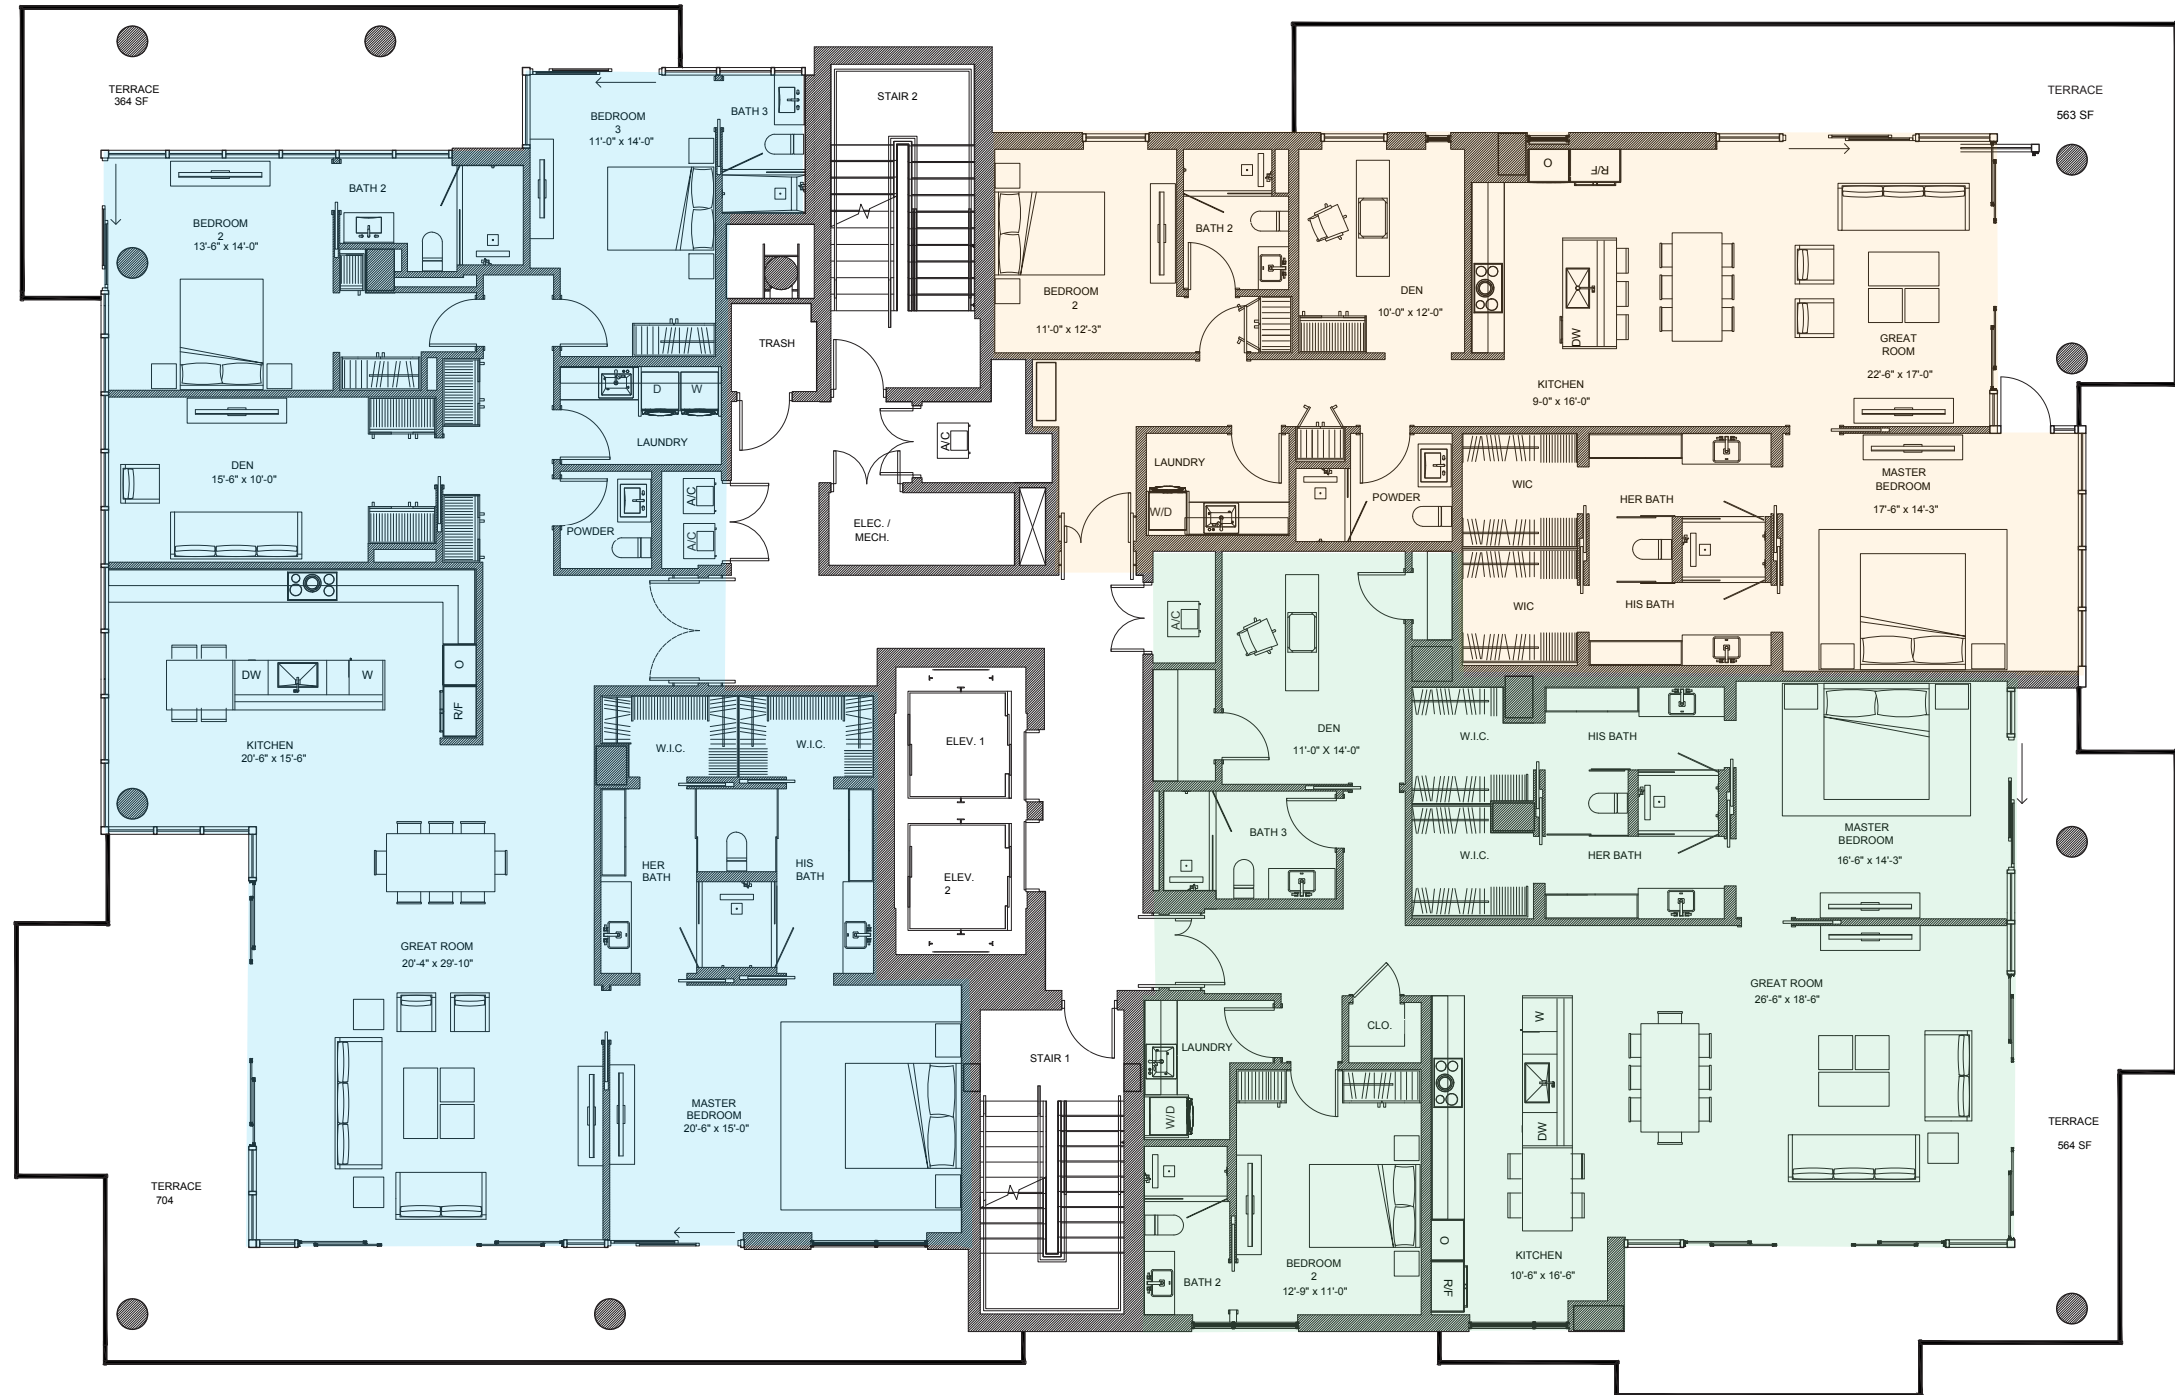 TERRACE
364 SF
BEDROOM
3
11'-0" x 14'-0"
BATH 3
BATH 2
BEDROOM
2
13'-6" x 14'-0"
D
W
LAUNDRY
DEN
15'-6" x 10'-0"
POWDER
A/C
A/C
DW
W
O
R/F
KITCHEN
20'-6" x 15'-6"
W.I.C.
W.I.C.
HER
BATH
HIS
BATH
GREAT ROOM
20'-4" x 29'-10"
MASTER
BEDROOM
20'-6" x 15'-0"
TERRACE
704
STAIR 2
TRASH
A/C
ELEC. /
MECH.
ELEV. 1
ELEV.
2
STAIR 1
TERRACE
563 SF
BEDROOM
2
11'-0" x 12'-3"
BATH 2
DEN
10'-0" x 12'-0"
O
R/F
DW
KITCHEN
9-0" x 16'-0"
GREAT
ROOM
22'-6" x 17'-0"
LAUNDRY
W/D
POWDER
WIC
HER BATH
MASTER
BEDROOM
17'-6" x 14'-3"
WIC
HIS BATH
A/C
DEN
11'-0" X 14'-0"
BATH 3
W.I.C.
HIS BATH
W.I.C.
HER BATH
MASTER
BEDROOM
16'-6" x 14'-3"
GREAT ROOM
26'-6" x 18'-6"
CLO.
LAUNDRY
W/D
W
DW
BATH 2
BEDROOM
2
12'-9" x 11'-0"
O
R/F
KITCHEN
10'-6" x 16'-6"
TERRACE
564 SF